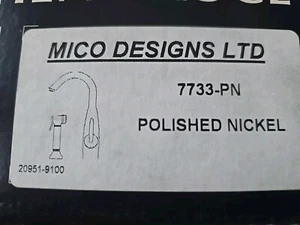 MICO DESIGNS LTD
7733-PN
POLISHED NICKEL
20951-9100